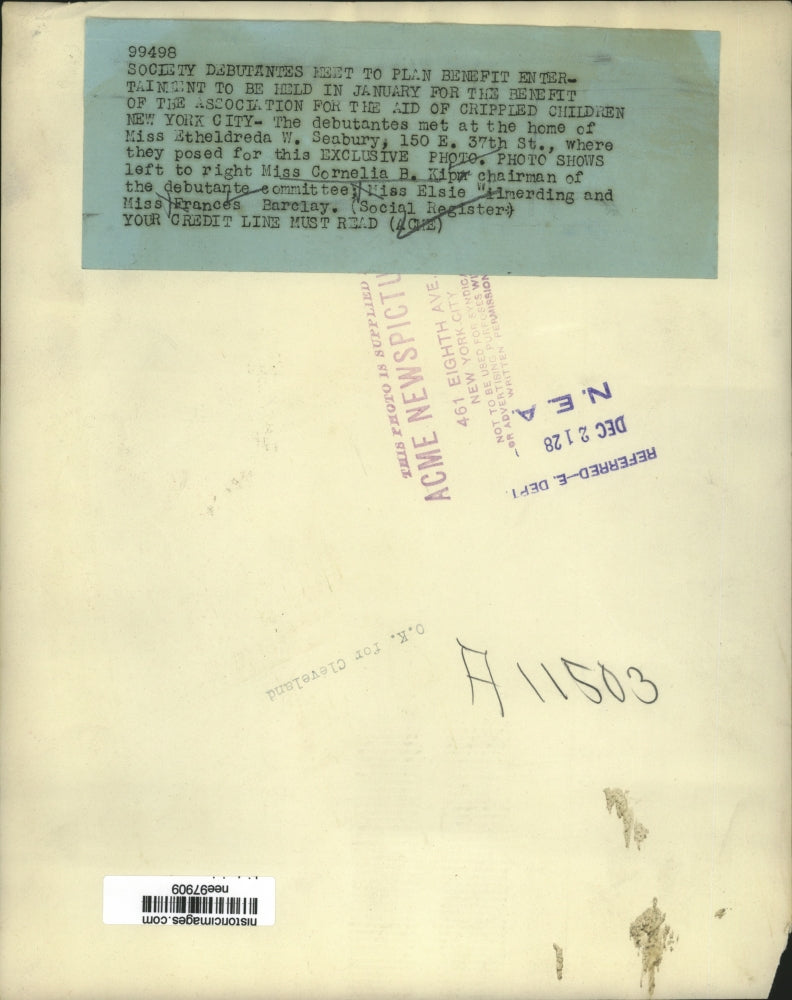 99498
SOCIETY DEBUTANTES MEET TO PLAN BENEFIT ENTER-
TAINMENT TO BE HELD IN JANUARY FOR THE BENEFIT
OF THE ASSOCIATION FOR THE AID OF CRIPPLED CHILDREN
NEW YORK CITY- The debutantes met at the home of
Miss Etheldreda W. Seabury, 150 E. 37th St., where
they posed for this EXCLUSIVE PHOTO. PHOTO SHOWS
left to right Miss Cornelia B. Kip, chairman of
the debutante committee, Miss Elsie Wilmerding and
Miss Frances Barclay. (Social Register)
YOUR CREDIT LINE MUST READ (ACME)
THIS PHOTO IS SUPPLIED
ACME NEWSPICTU
461 EIGHTH AVE.
NEW YORK CITY
NOT TO BE USED FOR SYNDIC
OR ADVERTISING PURPOSES WI
WRITTEN PERMISSION
N. E. A.
DEC 21 28
REFERRED-E. DEPT.
O.K. for Cleveland
A 11503
historicimages.com
nee97909